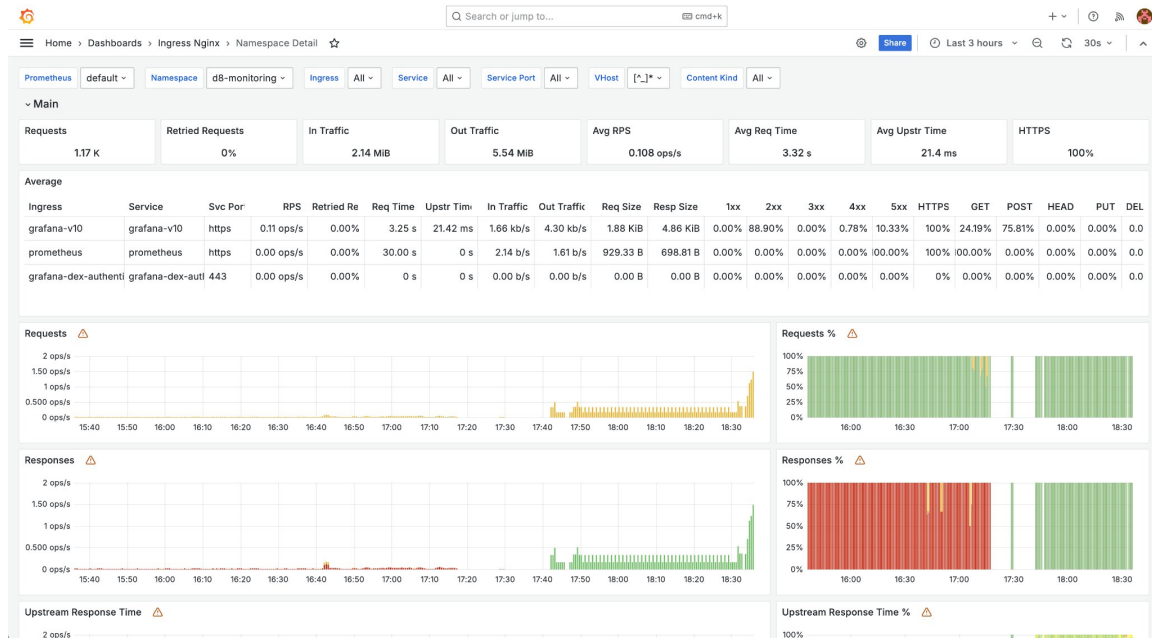 Search or jump to... cmd+k
Home › Dashboards › Ingress Nginx › Namespace Detail Share Last 3 hours 30s
Prometheus default Namespace d8-monitoring Ingress All Service All Service Port All VHost [^_]* Content Kind All
Main
Requests Retried Requests In Traffic Out Traffic Avg RPS Avg Req Time Avg Upstr Time HTTPS
1.17 K 0% 2.14 MiB 5.54 MiB 0.108 ops/s 3.32 s 21.4 ms 100%
Average
Ingress Service Svc Por RPS Retried Re Req Time Upstr Tim In Traffic Out Traffic Req Size Resp Size 1xx 2xx 3xx 4xx 5xx HTTPS GET POST HEAD PUT DEL
grafana-v10 grafana-v10 https 0.11 ops/s 0.00% 3.25 s 21.42 ms 1.66 kb/s 4.30 kb/s 1.88 KiB 4.86 KiB 0.00% 88.90% 0.00% 0.78% 10.33% 100% 24.19% 75.81% 0.00% 0.00% 0.0
prometheus prometheus https 0.00 ops/s 0.00% 30.00 s 0 s 2.14 b/s 1.61 b/s 929.33 B 698.81 B 0.00% 0.00% 0.00% 0.00% 00.00% 100% 00.00% 0.00% 0.00% 0.00% 0.0
grafana-dex-authenti grafana-dex-autl 443 0.00 ops/s 0.00% 0 s 0 s 0.00 b/s 0.00 b/s 0.00 B 0.00 B 0.00% 0.00% 0.00% 0.00% 0.00% 0% 0.00% 0.00% 0.00% 0.00% 0.0
Requests Requests %
2 ops/s 100%
1.50 ops/s 75%
1 ops/s 50%
0.500 ops/s 25%
0 ops/s 0%
15:40 15:50 16:00 16:10 16:20 16:30 16:40 16:50 17:00 17:10 17:20 17:30 17:40 17:50 18:00 18:10 18:20 18:30 16:00 16:30 17:00 17:30 18:00 18:30
Responses Responses %
2 ops/s 100%
1.50 ops/s 75%
1 ops/s 50%
0.500 ops/s 25%
0 ops/s 0%
15:40 15:50 16:00 16:10 16:20 16:30 16:40 16:50 17:00 17:10 17:20 17:30 17:40 17:50 18:00 18:10 18:20 18:30 16:00 16:30 17:00 17:30 18:00 18:30
Upstream Response Time Upstream Response Time %
2 ops/s 100%